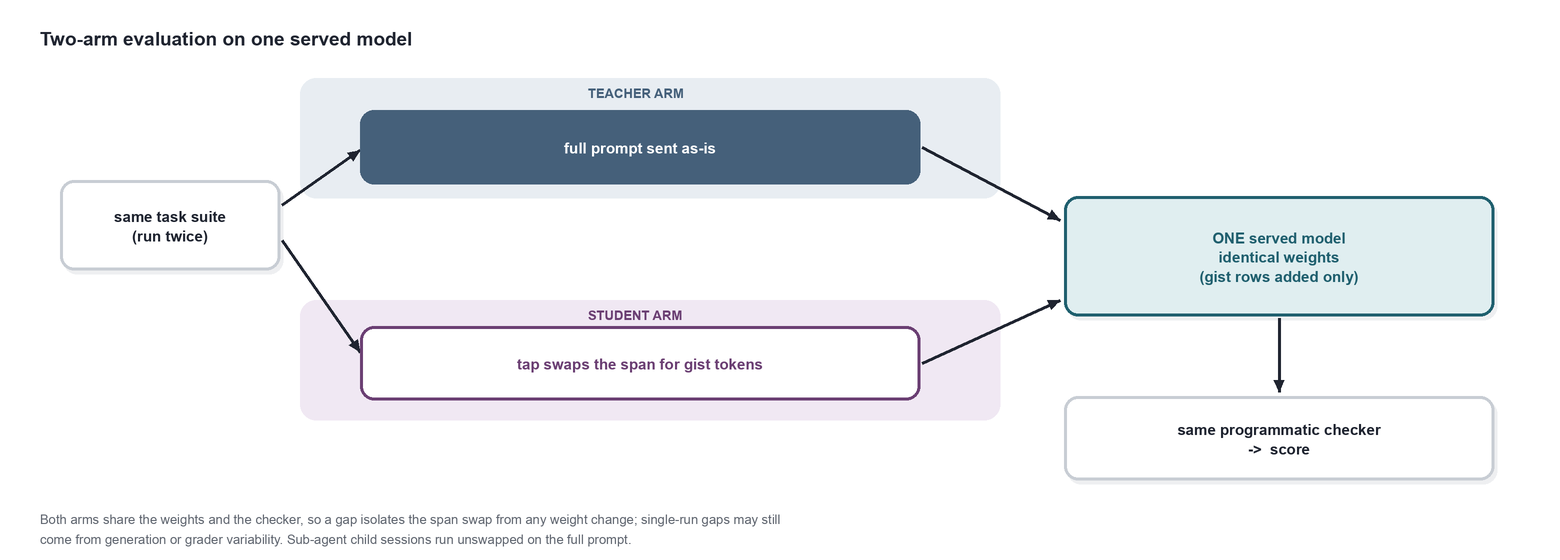 Two-arm evaluation on one served model
TEACHER ARM
full prompt sent as-is
same task suite
(run twice)
ONE served model
identical weights
(gist rows added only)
STUDENT ARM
tap swaps the span for gist tokens
same programmatic checker
-> score
Both arms share the weights and the checker, so a gap isolates the span swap from any weight change; single-run gaps may still
come from generation or grader variability. Sub-agent child sessions run unswapped on the full prompt.